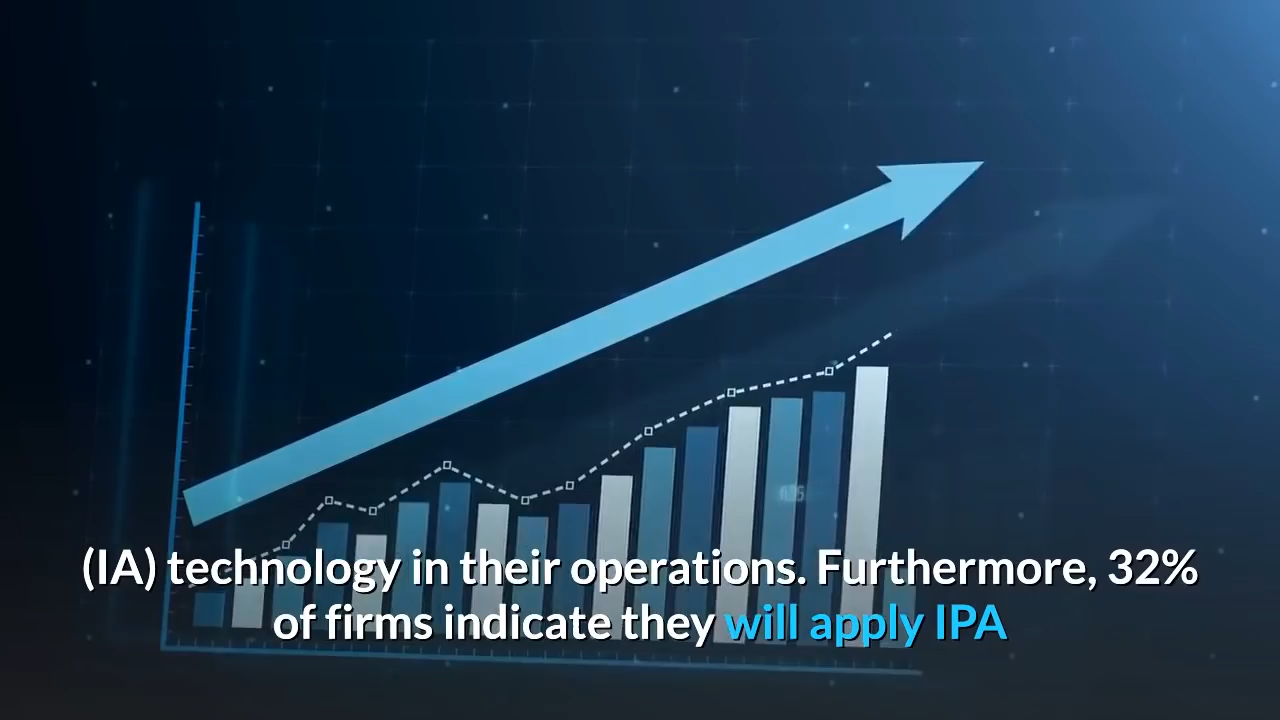 (IA) technology in their operations. Furthermore, 32%
of firms indicate they will apply IPA